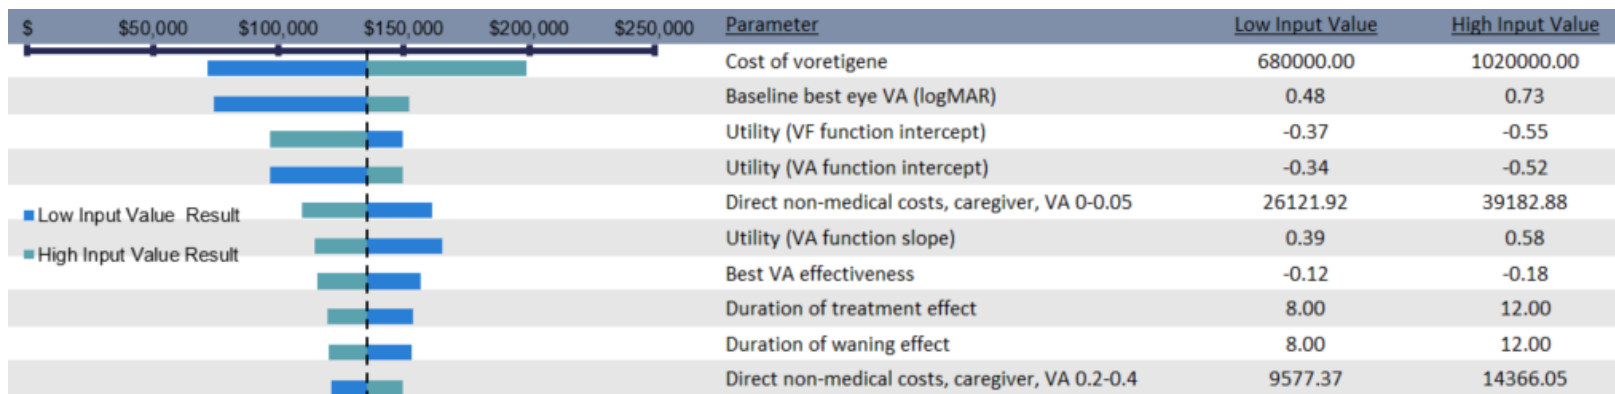 $ $50,000 $100,000 $150,000 $200,000 $250,000 Parameter Low Input Value High Input Value
Cost of voretigene 680000.00 1020000.00
Baseline best eye VA (logMAR) 0.48 0.73
Utility (VF function intercept) -0.37 -0.55
Utility (VA function intercept) -0.34 -0.52
Direct non-medical costs, caregiver, VA 0-0.05 26121.92 39182.88
Low Input Value Result
Utility (VA function slope) 0.39 0.58
High Input Value Result
Best VA effectiveness -0.12 -0.18
Duration of treatment effect 8.00 12.00
Duration of waning effect 8.00 12.00
Direct non-medical costs, caregiver, VA 0.2-0.4 9577.37 14366.05